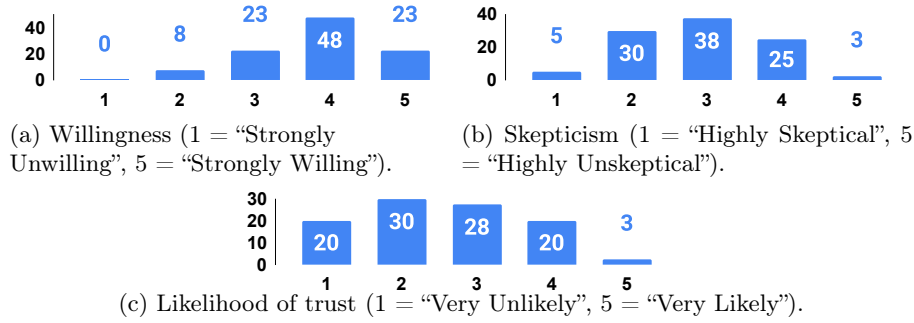 0 8 23 48 23
40
20
0
1 2 3 4 5
(a) Willingness (1 = “Strongly
Unwilling”, 5 = “Strongly Willing”).
5 30 38 25 3
40
20
0
1 2 3 4 5
(b) Skepticism (1 = “Highly Skeptical”, 5
= “Highly Unskeptical”).
20 30 28 20 3
30
20
10
0
1 2 3 4 5
(c) Likelihood of trust (1 = “Very Unlikely”, 5 = “Very Likely”).